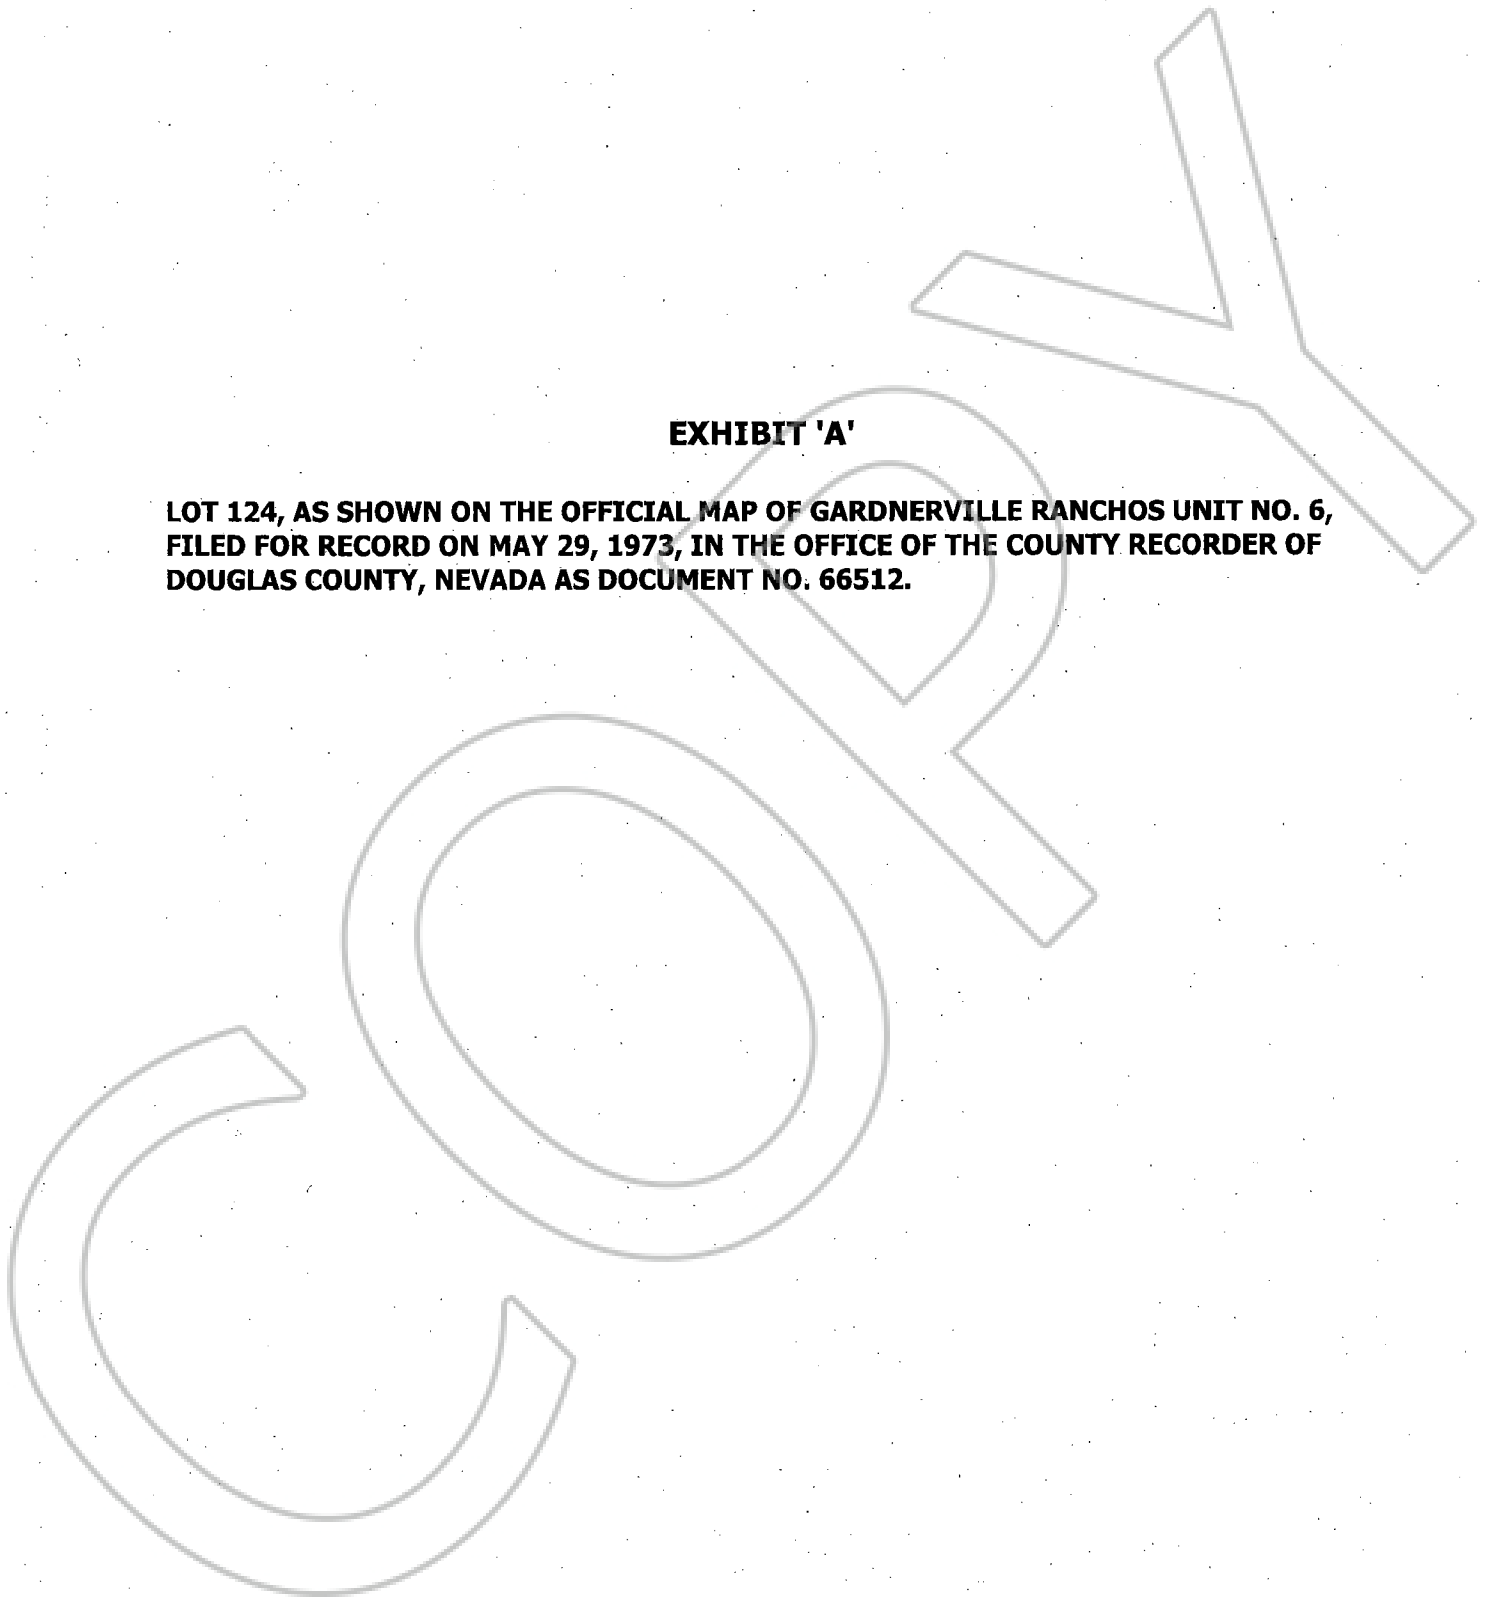 EXHIBIT 'A'
LOT 124, AS SHOWN ON THE OFFICIAL MAP OF GARDNERVILLE RANCHOS UNIT NO. 6,
FILED FOR RECORD ON MAY 29, 1973, IN THE OFFICE OF THE COUNTY RECORDER OF
DOUGLAS COUNTY, NEVADA AS DOCUMENT NO. 66512.
COPY